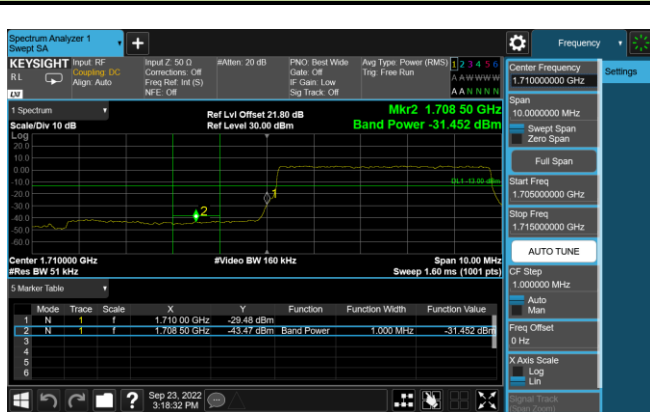 Spectrum Analyzer 1
Swept SA
Frequency
KEYSIGHT
R L
LXI
Input: RF
Coupling: DC
Align: Auto
Input Z: 50 Ω
Corrections: Off
Freq Ref: Int (S)
NFE: Off
#Atten: 20 dB
PNO: Best Wide
Gate: Off
IF Gain: Low
Sig Track: Off
Avg Type: Power (RMS)
Trig: Free Run
1 2 3 4 5 6
A A W W W W
A A N N N N
1 Spectrum
Scale/Div 10 dB
Ref Lvl Offset 21.80 dB
Ref Level 30.00 dBm
Mkr2 1.708 50 GHz
Band Power -31.452 dBm
Log
20.0
10.0
0.00
-10.0
-20.0
-30.0
-40.0
-50.0
-60.0
DL1 -13.00 dBm
1
2
Center 1.710000 GHz
#Res BW 51 kHz
#Video BW 160 kHz
Span 10.00 MHz
Sweep 1.60 ms (1001 pts)
5 Marker Table
Mode Trace Scale X Y Function Function Width Function Value
1 N 1 f 1.710 00 GHz -29.48 dBm
2 N 1 f 1.708 50 GHz -43.47 dBm Band Power 1.000 MHz -31.452 dBm
3
4
5
6
Sep 23, 2022
3:18:32 PM
Center Frequency
1.710000000 GHz
Settings
Span
10.0000000 MHz
Swept Span
Zero Span
Full Span
Start Freq
1.705000000 GHz
Stop Freq
1.715000000 GHz
AUTO TUNE
CF Step
1.000000 MHz
Auto
Man
Freq Offset
0 Hz
X Axis Scale
Log
Lin
Signal Track
(Span Zoom)